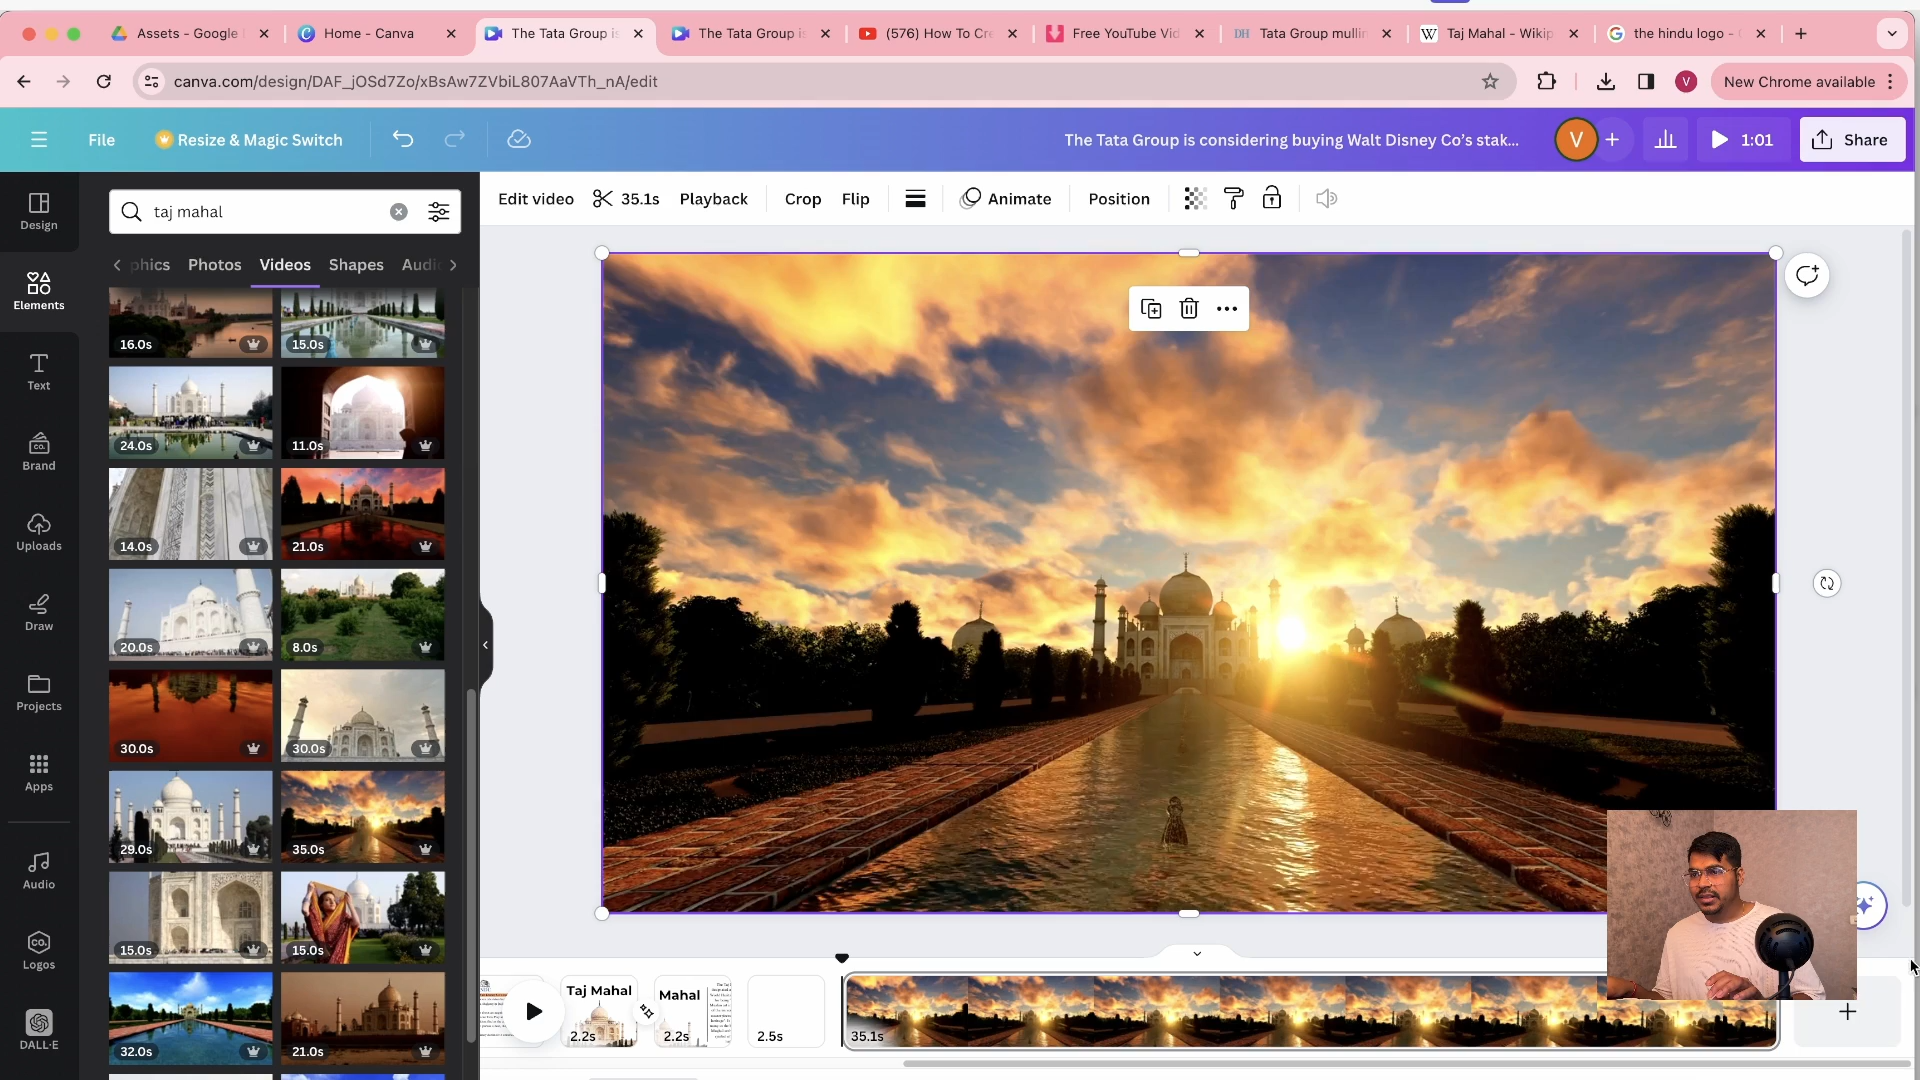 Assets - Google
Home - Canva
The Tata Group is
The Tata Group is
(576) How To Cre
Free YouTube Vid
DH
Tata Group mullin
W
Taj Mahal - Wikip
the hindu logo -
canva.com/design/DAF_jOSd7Zo/xBsAw7ZVbiL807AaVTh_nA/edit
V
New Chrome available
File
Resize & Magic Switch
The Tata Group is considering buying Walt Disney Co’s stak...
V
1:01
Share
Design
Elements
Text
Brand
Uploads
Draw
Projects
Apps
Audio
Logos
DALL·E
taj mahal
phics
Photos
Videos
Shapes
Audi
16.0s
15.0s
24.0s
11.0s
14.0s
21.0s
20.0s
8.0s
30.0s
30.0s
29.0s
35.0s
15.0s
15.0s
32.0s
21.0s
Edit video
35.1s
Playback
Crop
Flip
Animate
Position
Taj Mahal
2.2s
Mahal
2.2s
2.5s
35.1s